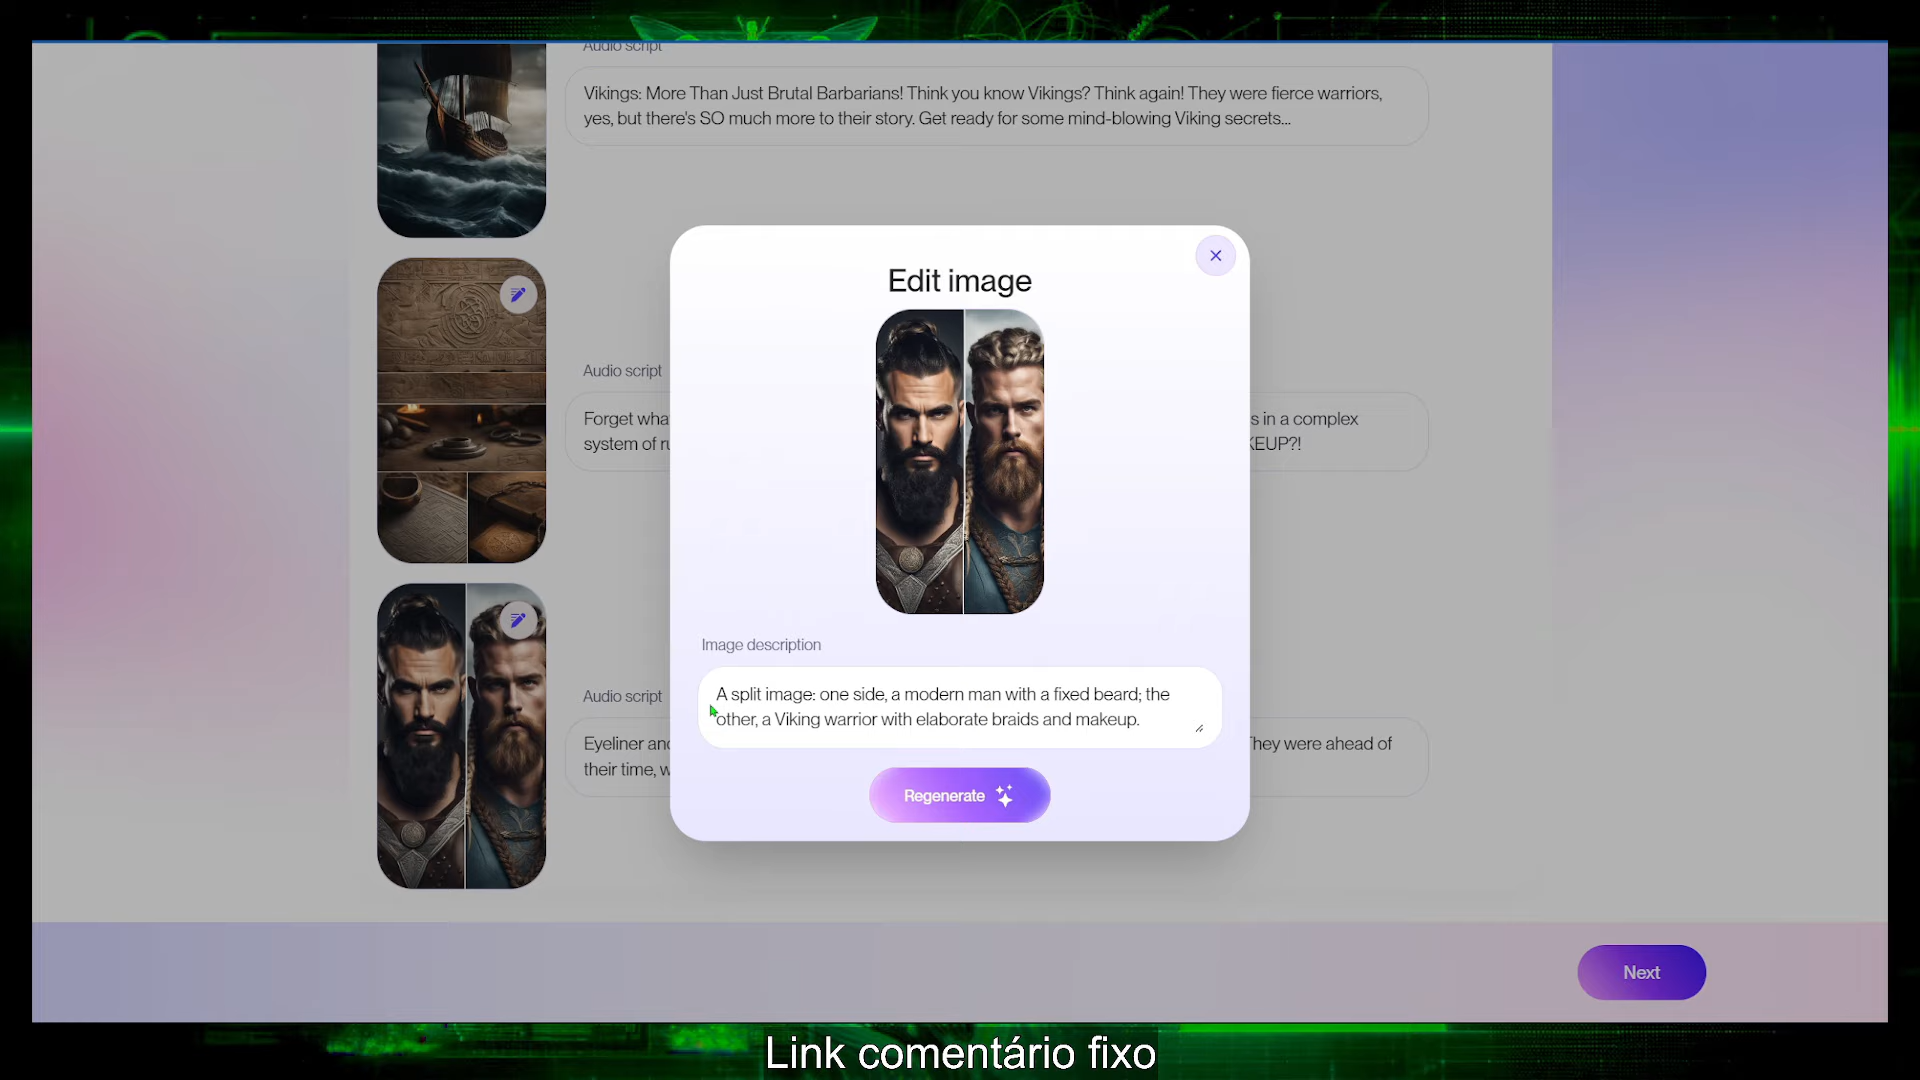 Audio script
Vikings: More Than Just Brutal Barbarians! Think you know Vikings? Think again! They were fierce warriors,
yes, but there's SO much more to their story. Get ready for some mind-blowing Viking secrets...
Edit image
Audio script
Forget wha
s in a complex
system of ru
KEUP?!
Image description
A split image: one side, a modern man with a fixed beard; the
other, a Viking warrior with elaborate braids and makeup.
Audio script
Eyeliner and
They were ahead of
their time, w
Regenerate
Next
Link comentário fixo